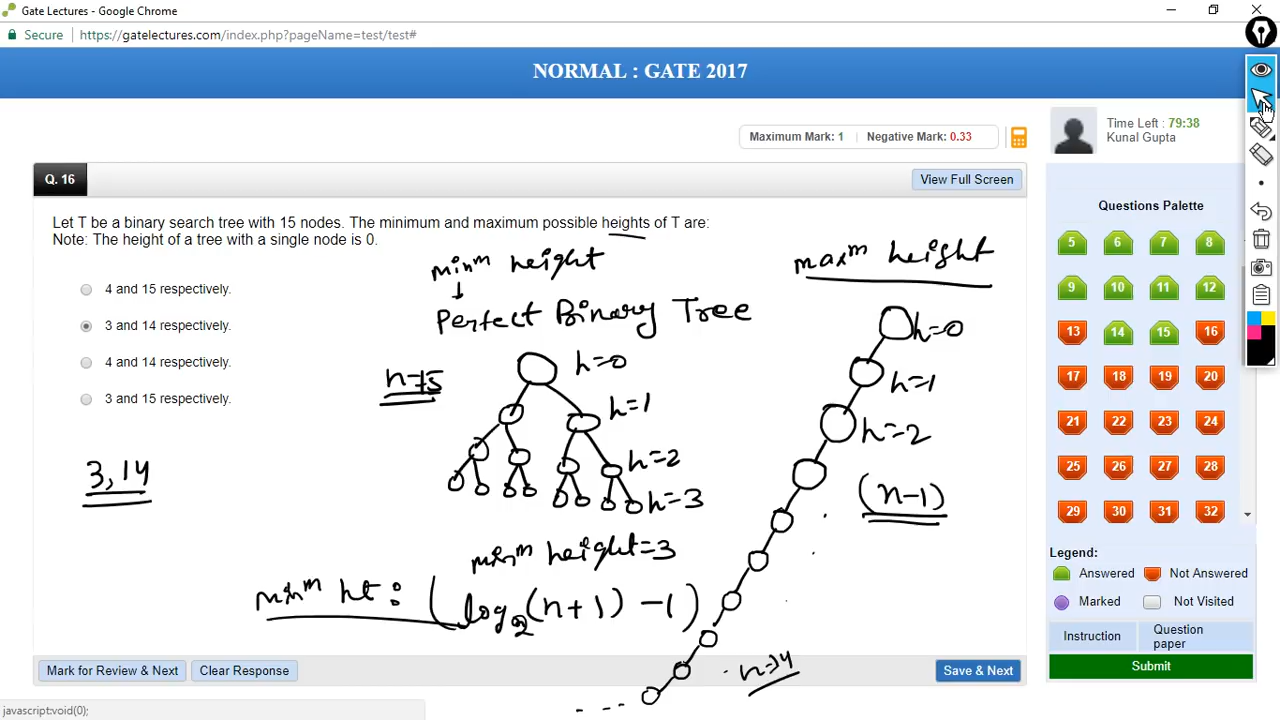 Gate Lectures - Google Chrome
Secure https://gatelectures.com/index.php?pageName=test/test#
NORMAL : GATE 2017
Maximum Mark: 1 | Negative Mark: 0.33
Time Left : 79:38
Kunal Gupta
Q. 16
View Full Screen
Let T be a binary search tree with 15 nodes. The minimum and maximum possible heights of T are:
Note: The height of a tree with a single node is 0.
4 and 15 respectively.
3 and 14 respectively.
4 and 14 respectively.
3 and 15 respectively.
3, 14
minm height
Perfect Binary Tree
n=15
h=0
h=1
h=2
h=3
minm height=3
minm ht : (log2(n+1) -1)
maxm height
h=0
h=1
h=2
(n-1)
. . .
Questions Palette
5 6 7 8
9 10 11 12
13 14 15 16
17 18 19 20
21 22 23 24
25 26 27 28
29 30 31 32
Legend:
Answered Not Answered
Marked Not Visited
Instruction
Question paper
Submit
Mark for Review & Next
Clear Response
Save & Next
javascript:void(0);